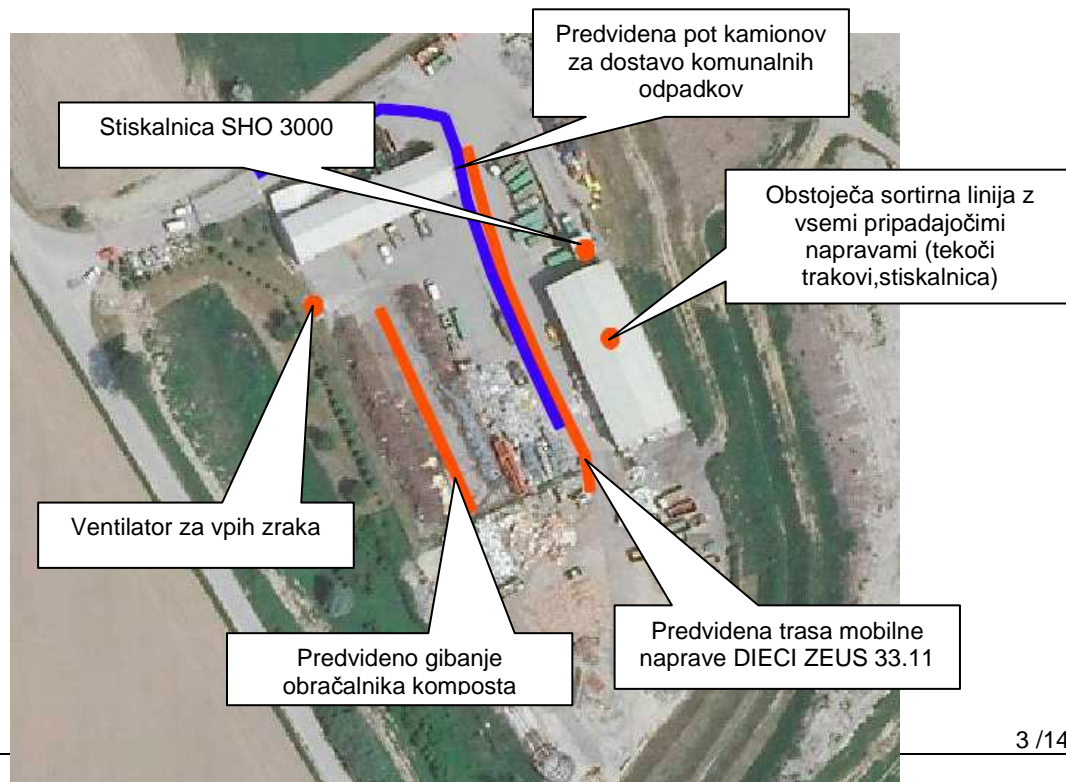 Predvidena pot kamionov
za dostavo komunalnih
odpadkov
Stiskalnica SHO 3000
Obstoječa sortirna linija z
vsemi pripadajočimi
napravami (tekoči
trakovi,stiskalnica)
Ventilator za vpih zraka
Predvideno gibanje
obračalnika komposta
Predvidena trasa mobilne
naprave DIECI ZEUS 33.11
3 /14